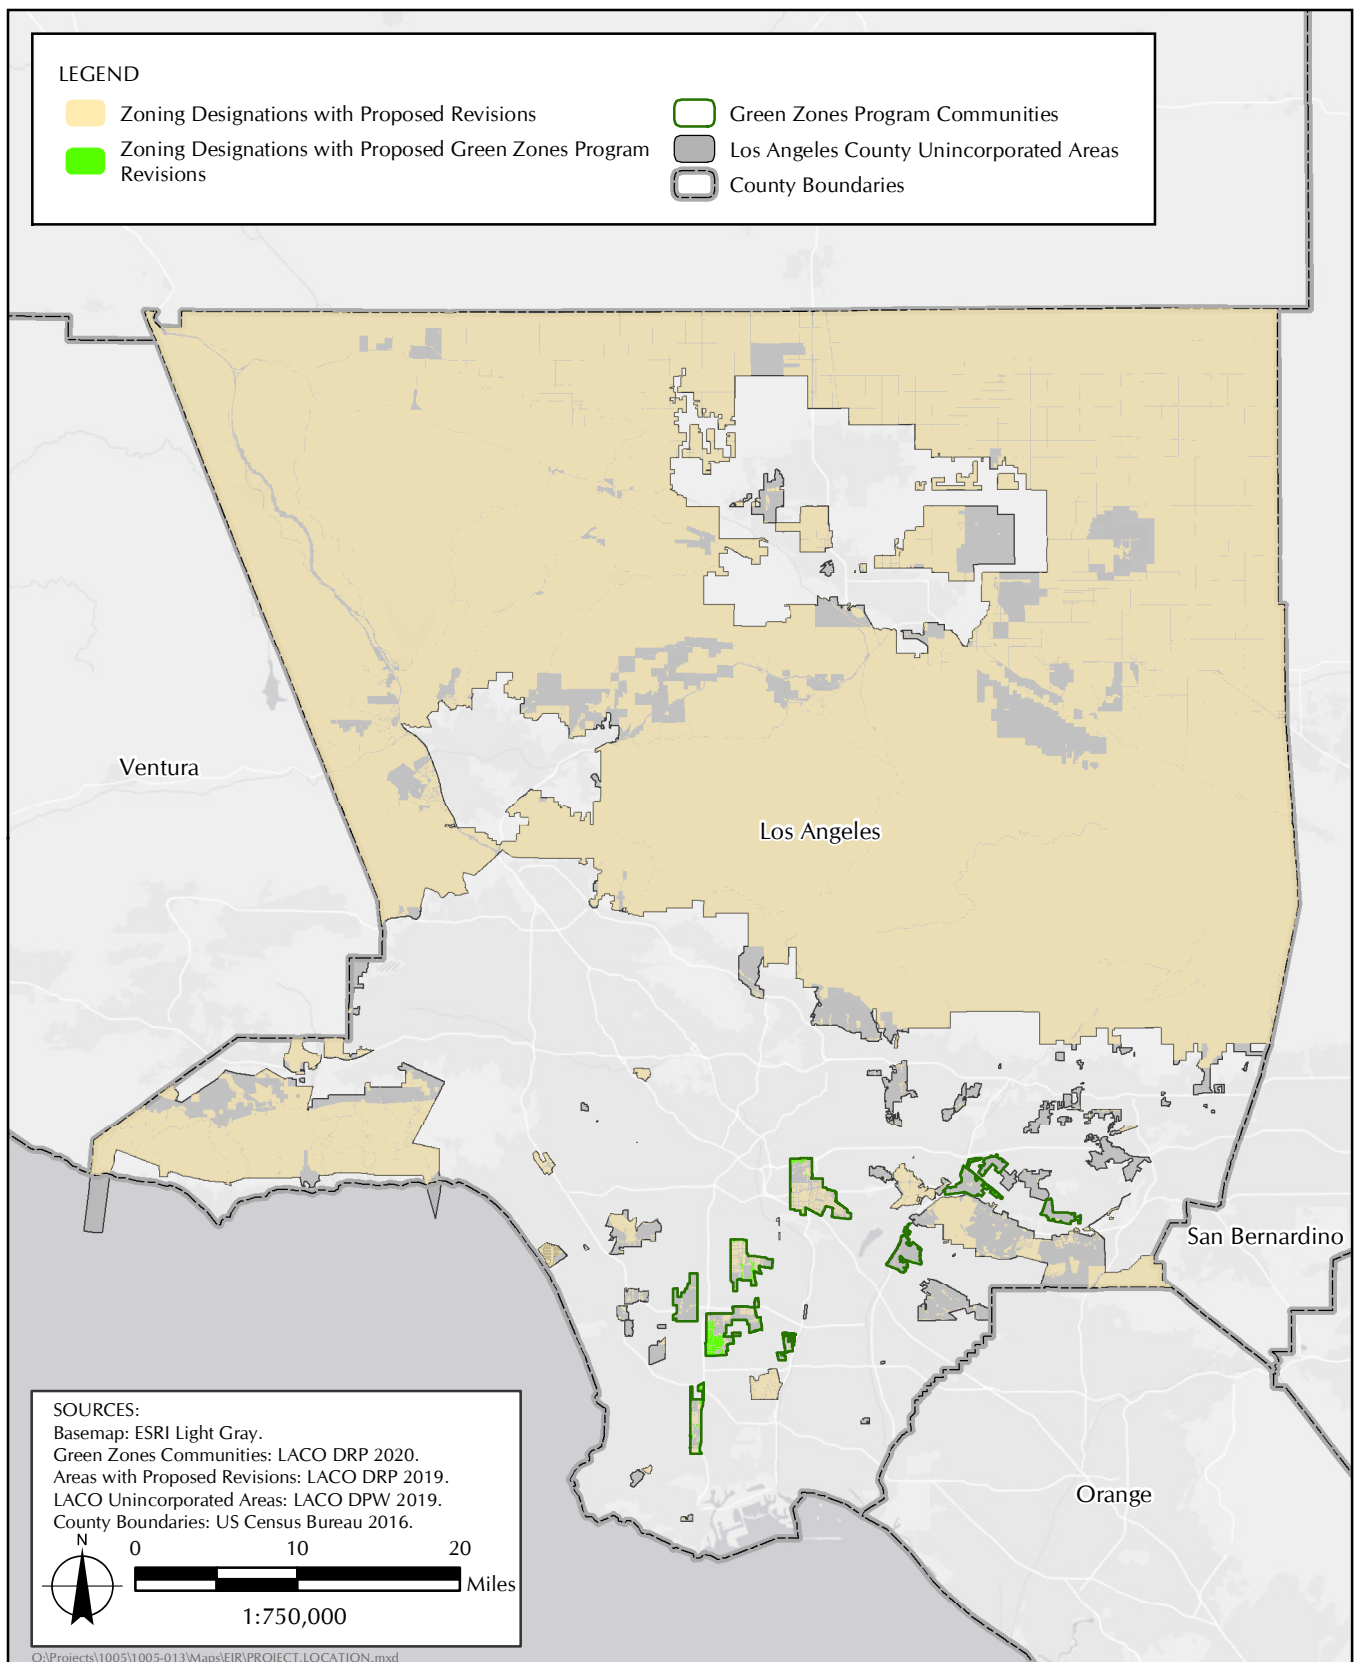 LEGEND
Zoning Designations with Proposed Revisions
Zoning Designations with Proposed Green Zones Program
Revisions
Green Zones Program Communities
Los Angeles County Unincorporated Areas
County Boundaries
Ventura
Los Angeles
San Bernardino
Orange
SOURCES:
Basemap: ESRI Light Gray.
Green Zones Communities: LACO DRP 2020.
Areas with Proposed Revisions: LACO DRP 2019.
LACO Unincorporated Areas: LACO DPW 2019.
County Boundaries: US Census Bureau 2016.
N
0 10 20
Miles
1:750,000
O:\Projects\1005\1005-013\Maps\EIR\PROJECT.LOCATION.mxd